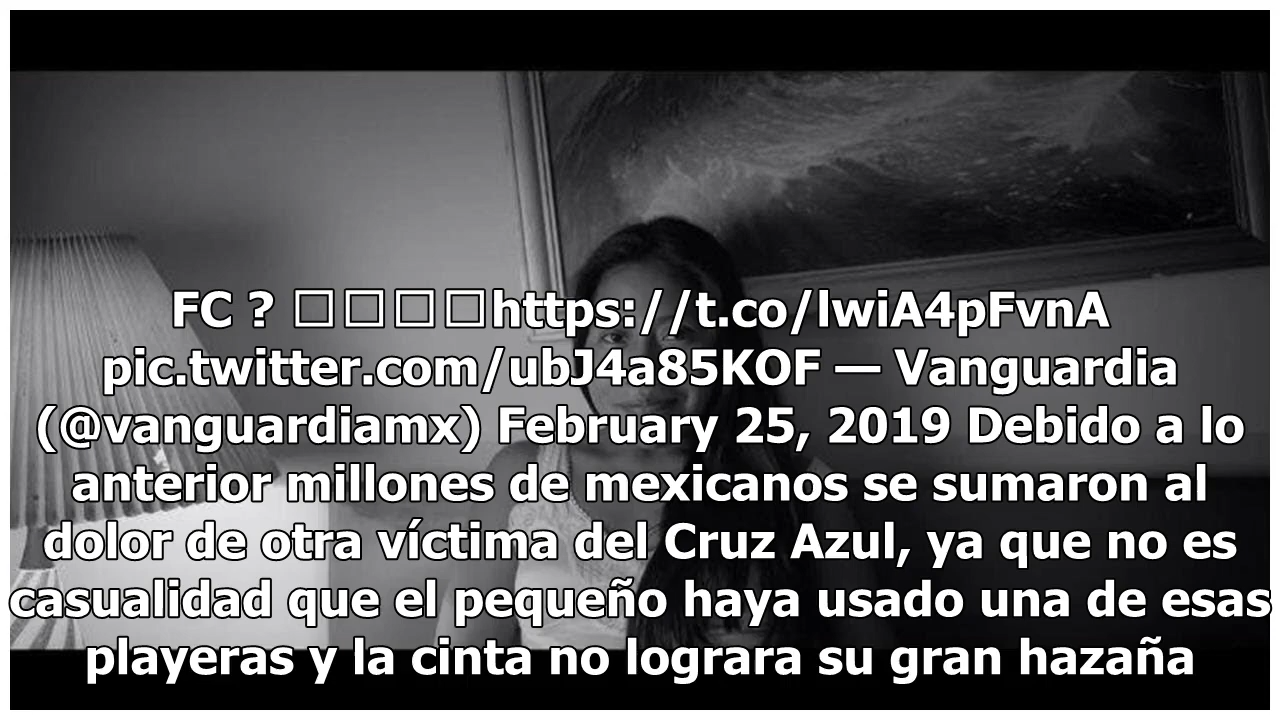 FC ? □□□□https://t.co/lwiA4pFvnA
pic.twitter.com/ubJ4a85KOF — Vanguardia
(@vanguardiamx) February 25, 2019 Debido a lo
anterior millones de mexicanos se sumaron al
dolor de otra víctima del Cruz Azul, ya que no es
casualidad que el pequeño haya usado una de esas
playeras y la cinta no lograra su gran hazaña